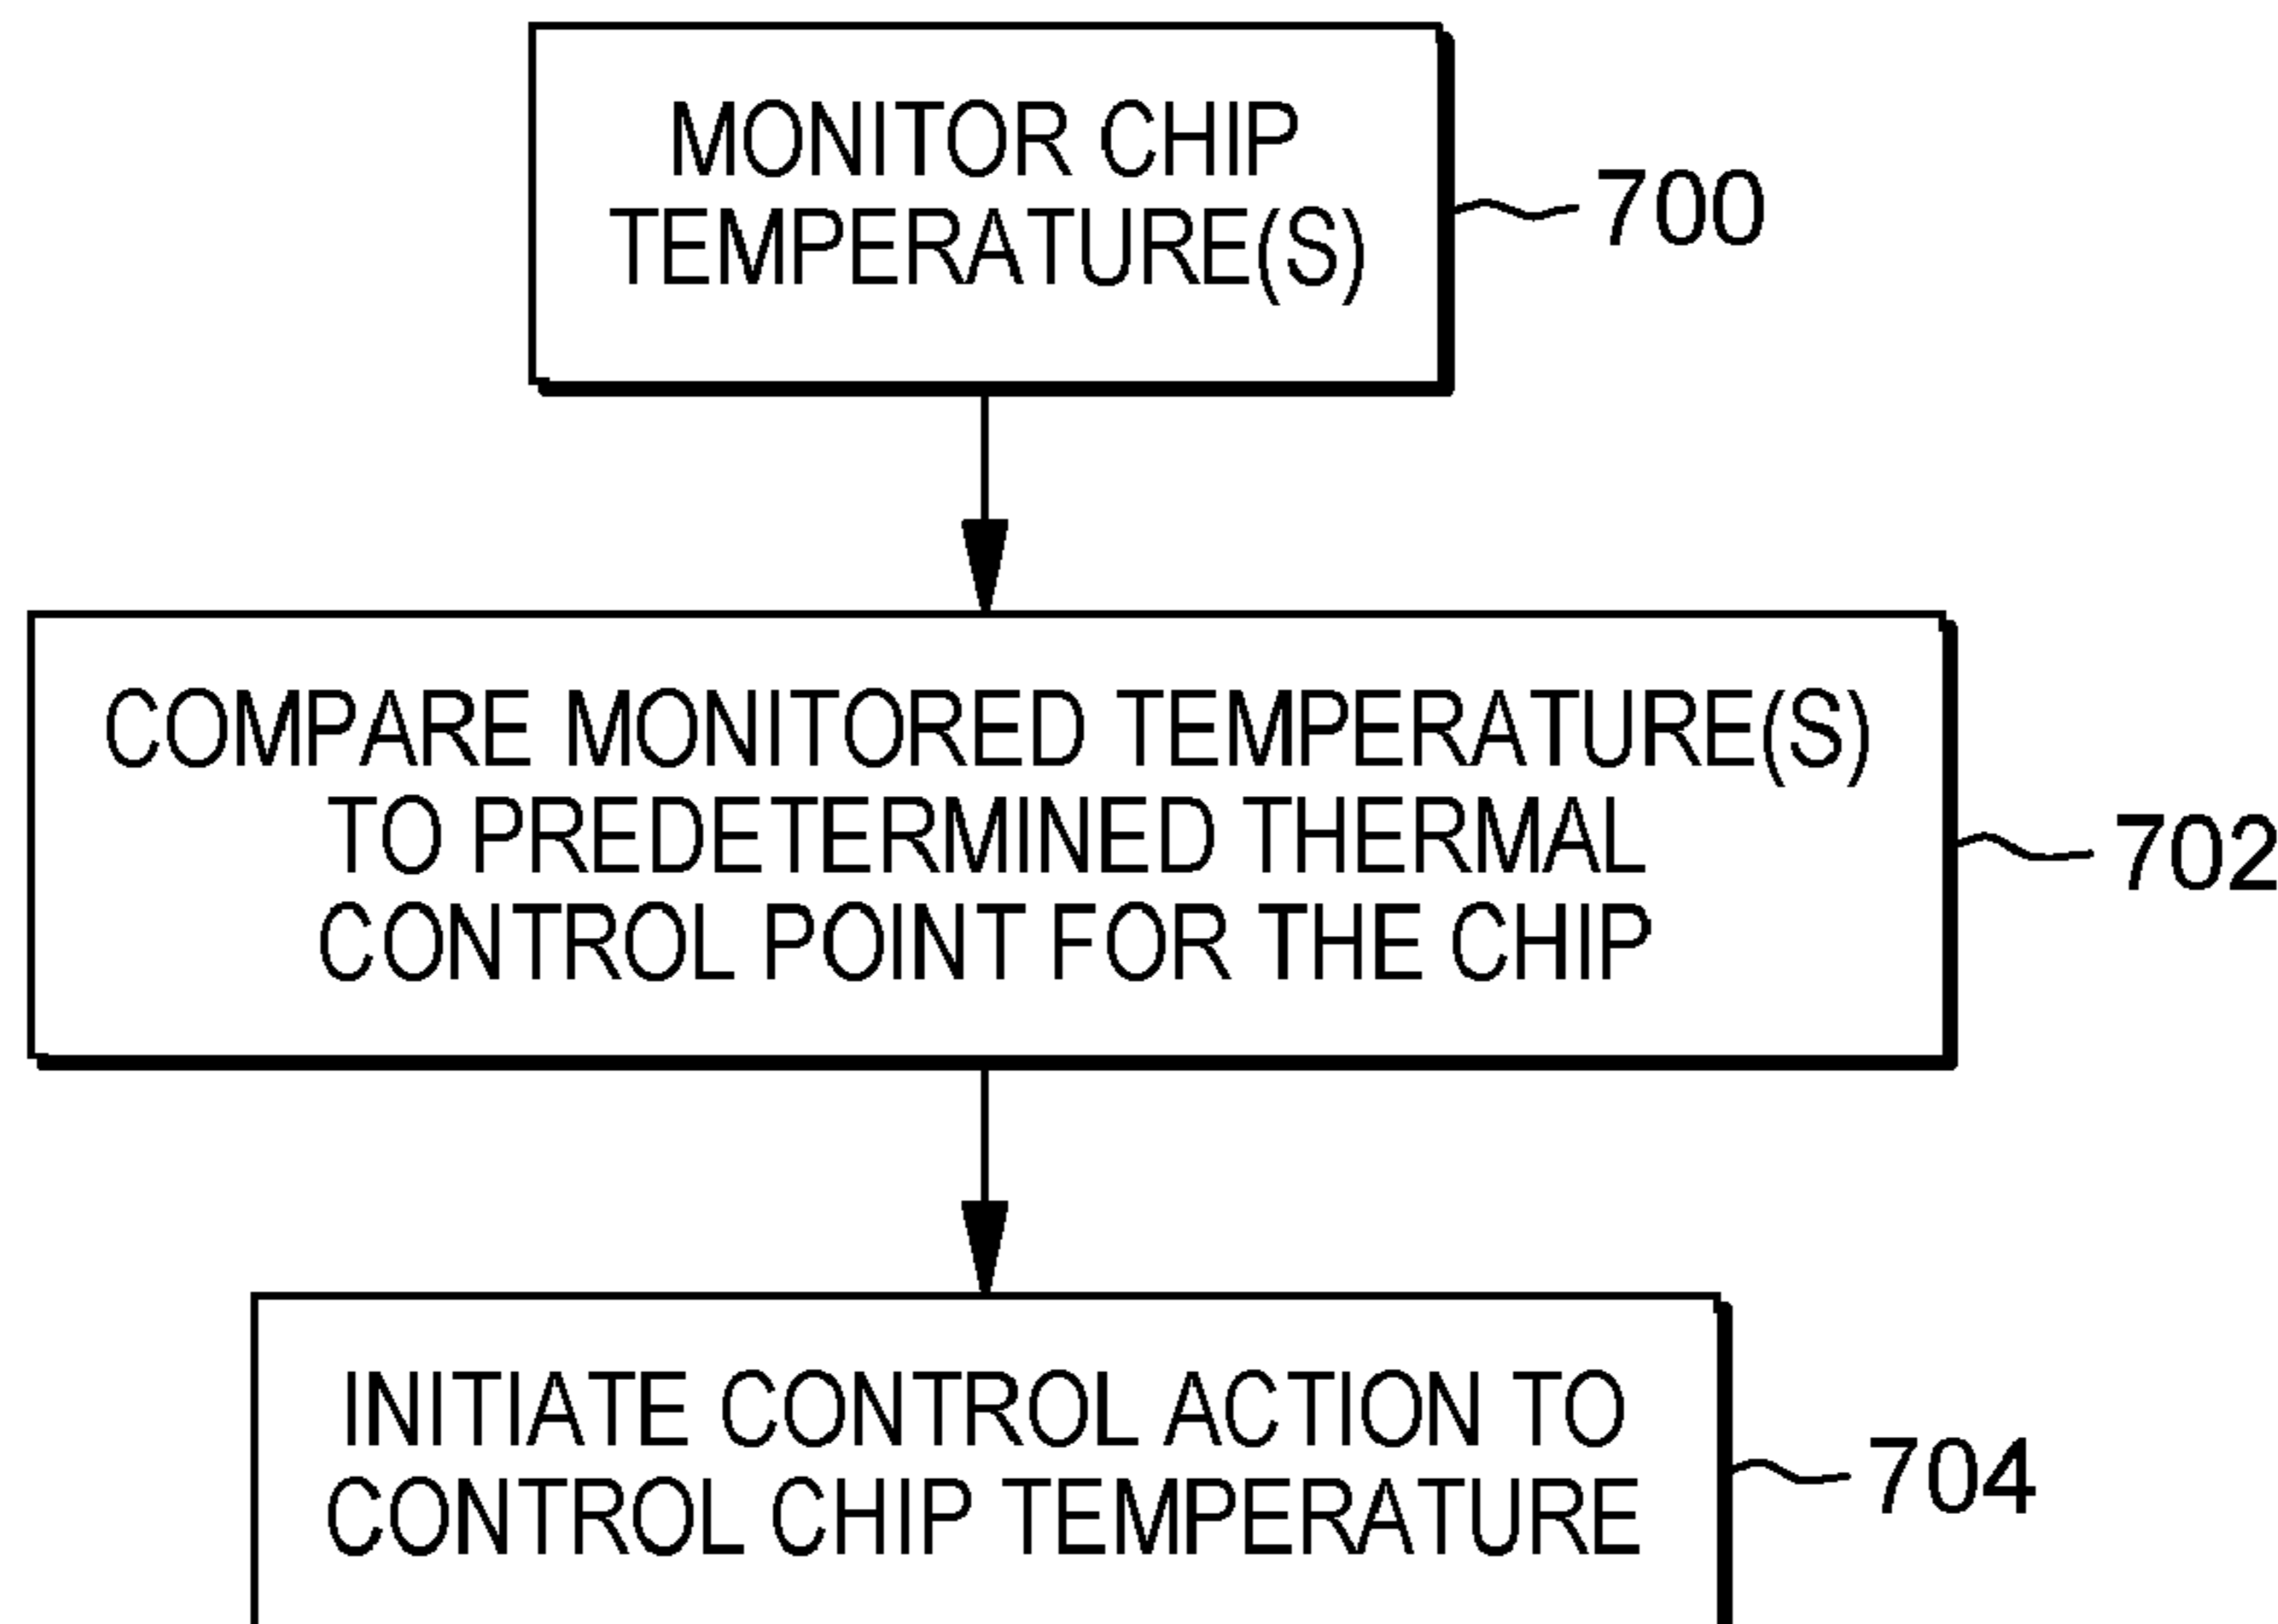 MONITOR CHIP
TEMPERATURE(S)
700
COMPARE MONITORED TEMPERATURE(S)
TO PREDETERMINED THERMAL
CONTROL POINT FOR THE CHIP
702
INITIATE CONTROL ACTION TO
CONTROL CHIP TEMPERATURE
704